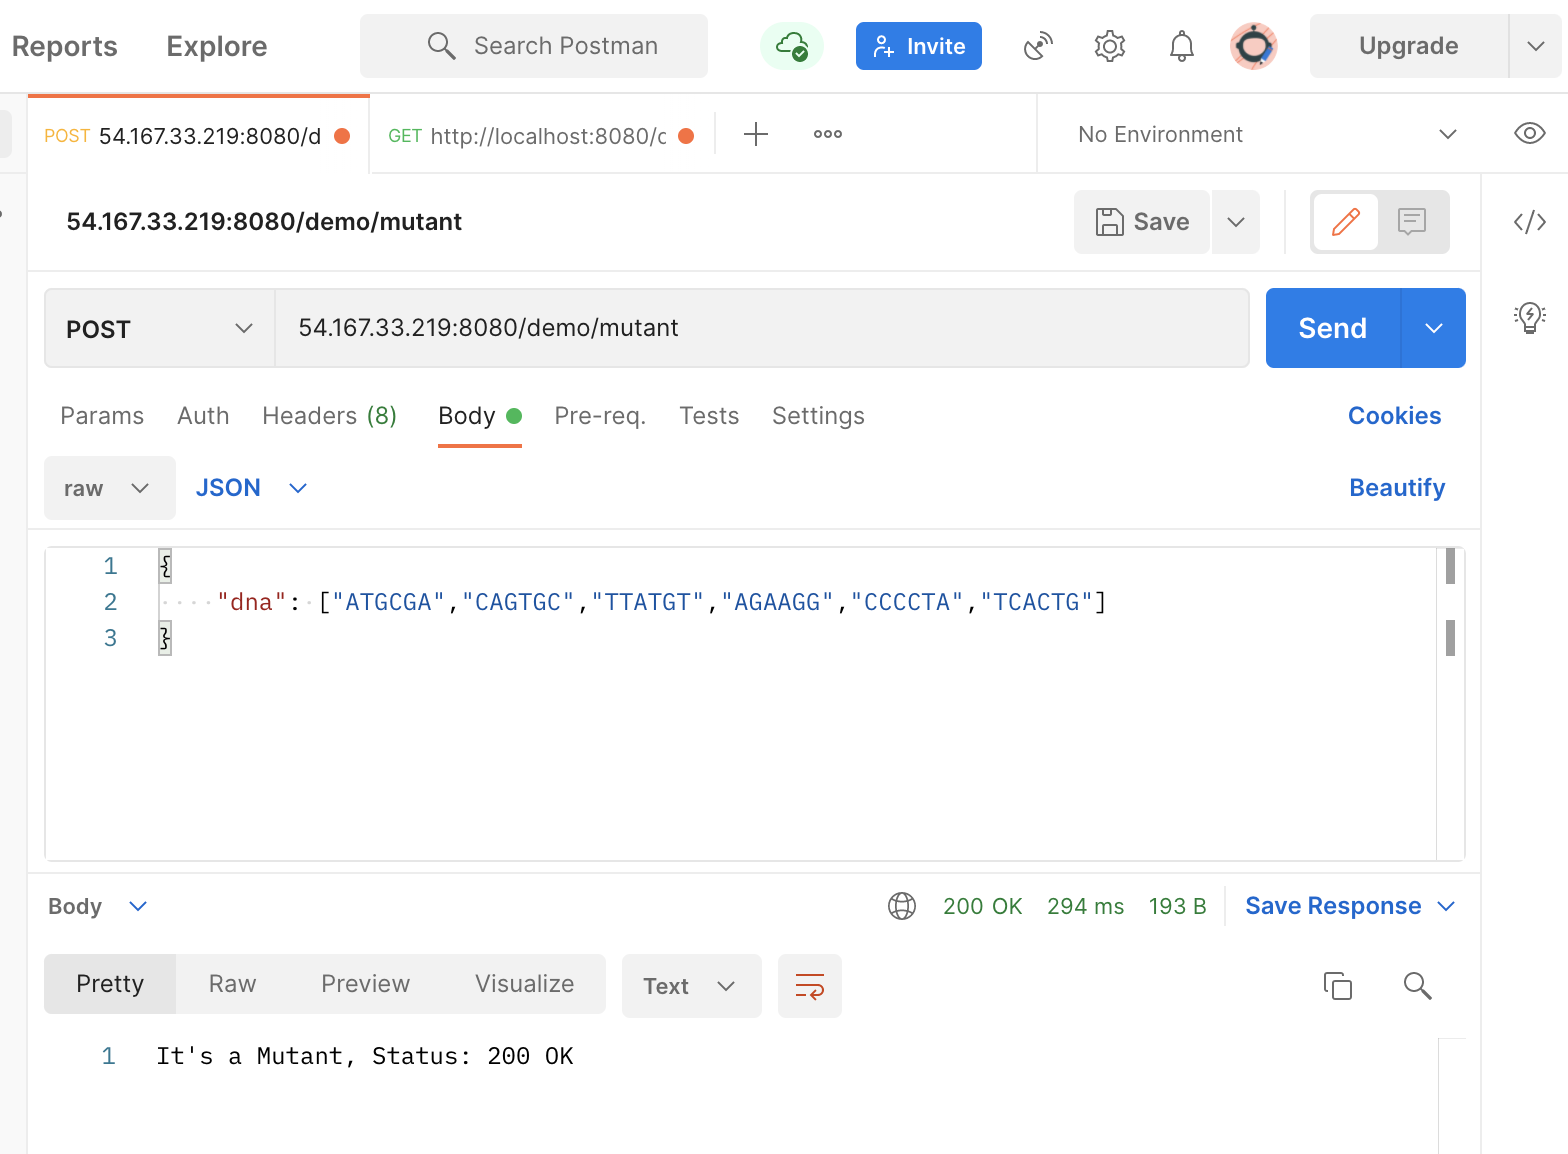 Reports Explore Search Postman Invite Upgrade
POST 54.167.33.219:8080/d GET http://localhost:8080/ No Environment
54.167.33.219:8080/demo/mutant Save
POST 54.167.33.219:8080/demo/mutant Send
Params Auth Headers (8) Body Pre-req. Tests Settings Cookies
raw JSON Beautify
1 {
2 "dna": ["ATGCGA","CAGTGC","TTATGT","AGAAGG","CCCCTA","TCACTG"]
3 }
Body 200 OK 294 ms 193 B Save Response
Pretty Raw Preview Visualize Text
1 It's a Mutant, Status: 200 OK